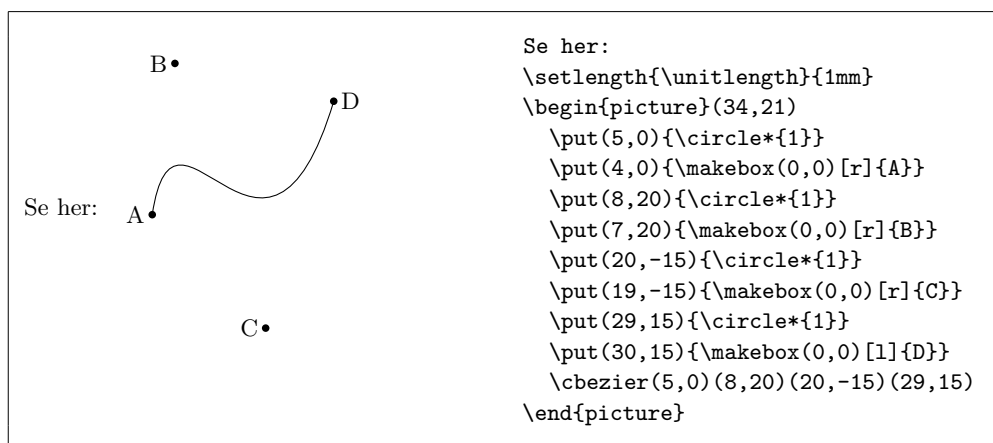 B
D
Se her:
A
C
Se her:
\setlength{\unitlength}{1mm}
\begin{picture}(34,21)
  \put(5,0){\circle*{1}}
  \put(4,0){\makebox(0,0)[r]{A}}
  \put(8,20){\circle*{1}}
  \put(7,20){\makebox(0,0)[r]{B}}
  \put(20,-15){\circle*{1}}
  \put(19,-15){\makebox(0,0)[r]{C}}
  \put(29,15){\circle*{1}}
  \put(30,15){\makebox(0,0)[l]{D}}
  \cbezier(5,0)(8,20)(20,-15)(29,15)
\end{picture}